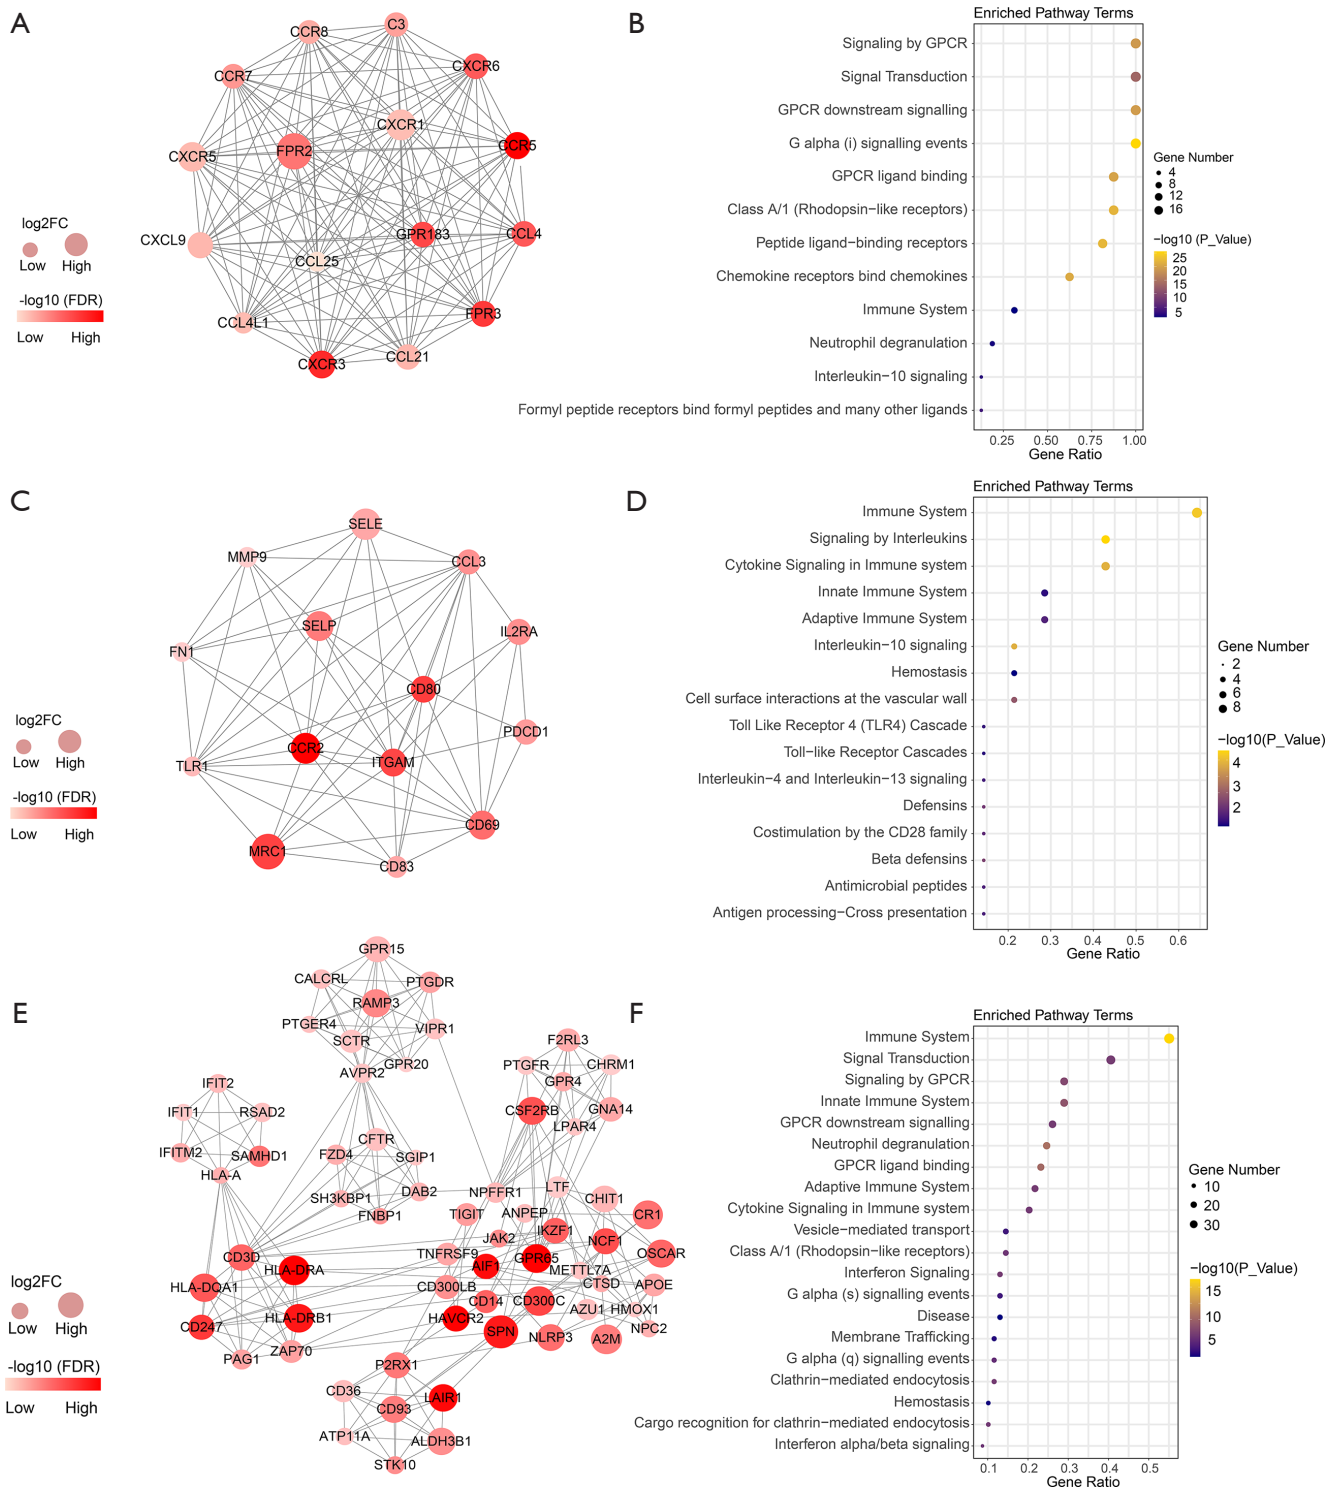 A
CCR8
C3
CCR7
CXCR6
CXCR1
CXCR5
FPR2
CCR5
CXCL9
GPR183
CCL4
CCL25
CCL4L1
FPR3
CXCR3
CCL21
log2FC
Low High
-log10 (FDR)
Low High
B
Enriched Pathway Terms
Signaling by GPCR
Signal Transduction
GPCR downstream signalling
G alpha (i) signalling events
GPCR ligand binding
Class A/1 (Rhodopsin−like receptors)
Peptide ligand−binding receptors
Chemokine receptors bind chemokines
Immune System
Neutrophil degranulation
Interleukin−10 signaling
Formyl peptide receptors bind formyl peptides and many other ligands
0.25 0.50 0.75 1.00
Gene Ratio
Gene Number
4
8
12
16
−log10 (P_Value)
25
20
15
10
5
C
SELE
MMP9
CCL3
SELP
IL2RA
FN1
CD80
PDCD1
CCR2
TLR1
ITGAM
CD69
MRC1
CD83
log2FC
Low High
-log10 (FDR)
Low High
D
Enriched Pathway Terms
Immune System
Signaling by Interleukins
Cytokine Signaling in Immune system
Innate Immune System
Adaptive Immune System
Interleukin−10 signaling
Hemostasis
Cell surface interactions at the vascular wall
Toll Like Receptor 4 (TLR4) Cascade
Toll−like Receptor Cascades
Interleukin−4 and Interleukin−13 signaling
Defensins
Costimulation by the CD28 family
Beta defensins
Antimicrobial peptides
Antigen processing−Cross presentation
0.2 0.3 0.4 0.5 0.6
Gene Ratio
Gene Number
2
4
6
8
−log10(P_Value)
4
3
2
E
GPR15
CALCRL
PTGDR
RAMP3
PTGER4
VIPR1
SCTR
GPR20
AVPR2
F2RL3
PTGFR
CHRM1
GPR4
CSF2RB
GNA14
LPAR4
IFIT2
IFIT1
RSAD2
IFITM2
SAMHD1
HLA-A
CFTR
FZD4
SGIP1
SH3KBP1
DAB2
FNBP1
NPFFR1
LTF
CHIT1
TIGIT
ANPEP
CR1
JAK2
IKZF1
NCF1
TNFRSF9
GPR65
OSCAR
AIF1
METTL7A
CD300LB
CTSD
APOE
CD14
CD300C
AZU1
HMOX1
HAVCR2
NPC2
SPN
NLRP3
A2M
CD3D
HLA-DRA
HLA-DQA1
HLA-DRB1
CD247
ZAP70
PAG1
P2RX1
CD36
LAIR1
CD93
ATP11A
ALDH3B1
STK10
log2FC
Low High
-log10 (FDR)
Low High
F
Enriched Pathway Terms
Immune System
Signal Transduction
Signaling by GPCR
Innate Immune System
GPCR downstream signalling
Neutrophil degranulation
GPCR ligand binding
Adaptive Immune System
Cytokine Signaling in Immune system
Vesicle−mediated transport
Class A/1 (Rhodopsin−like receptors)
Interferon Signaling
G alpha (s) signalling events
Disease
Membrane Trafficking
G alpha (q) signalling events
Clathrin−mediated endocytosis
Hemostasis
Cargo recognition for clathrin−mediated endocytosis
Interferon alpha/beta signaling
0.1 0.2 0.3 0.4 0.5
Gene Ratio
Gene Number
10
20
30
−log10(P_Value)
15
10
5